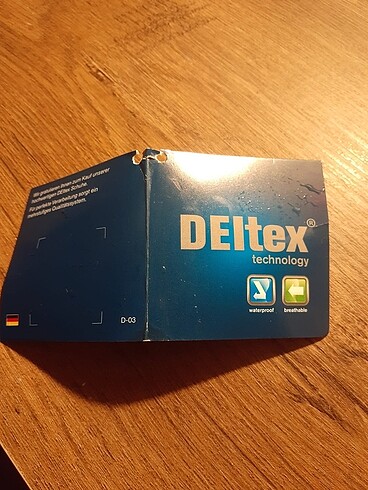 Wir gratulieren Ihnen zum Kauf unserer
hochwertigen DEItex Schuhe.
Für perfekte Verarbeitung sorgt ein
mehrstufiges Qualitätssystem.
D-03
DEItex®
technology
waterproof
breathable